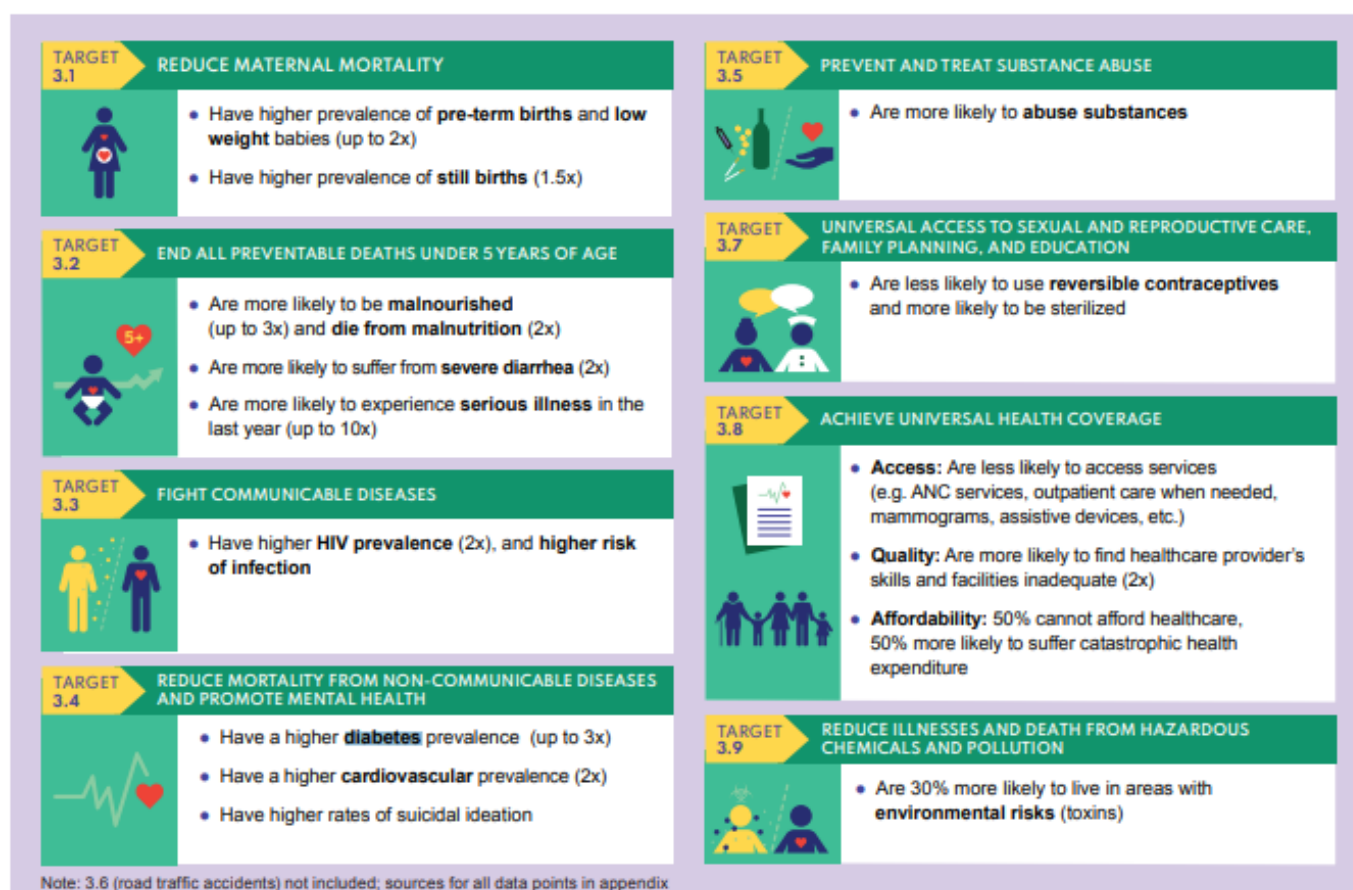 TARGET
3.1
REDUCE MATERNAL MORTALITY
• Have higher prevalence of pre-term births and low
weight babies (up to 2x)
• Have higher prevalence of still births (1.5x)
TARGET
3.2
END ALL PREVENTABLE DEATHS UNDER 5 YEARS OF AGE
5+
• Are more likely to be malnourished
(up to 3x) and die from malnutrition (2x)
• Are more likely to suffer from severe diarrhea (2x)
• Are more likely to experience serious illness in the
last year (up to 10x)
TARGET
3.3
FIGHT COMMUNICABLE DISEASES
• Have higher HIV prevalence (2x), and higher risk
of infection
TARGET
3.4
REDUCE MORTALITY FROM NON-COMMUNICABLE DISEASES
AND PROMOTE MENTAL HEALTH
• Have a higher diabetes prevalence (up to 3x)
• Have a higher cardiovascular prevalence (2x)
• Have higher rates of suicidal ideation
Note: 3.6 (road traffic accidents) not included; sources for all data points in appendix
TARGET
3.5
PREVENT AND TREAT SUBSTANCE ABUSE
• Are more likely to abuse substances
TARGET
3.7
UNIVERSAL ACCESS TO SEXUAL AND REPRODUCTIVE CARE,
FAMILY PLANNING, AND EDUCATION
• Are less likely to use reversible contraceptives
and more likely to be sterilized
TARGET
3.8
ACHIEVE UNIVERSAL HEALTH COVERAGE
• Access: Are less likely to access services
(e.g. ANC services, outpatient care when needed,
mammograms, assistive devices, etc.)
• Quality: Are more likely to find healthcare provider's
skills and facilities inadequate (2x)
• Affordability: 50% cannot afford healthcare,
50% more likely to suffer catastrophic health
expenditure
TARGET
3.9
REDUCE ILLNESSES AND DEATH FROM HAZARDOUS
CHEMICALS AND POLLUTION
• Are 30% more likely to live in areas with
environmental risks (toxins)